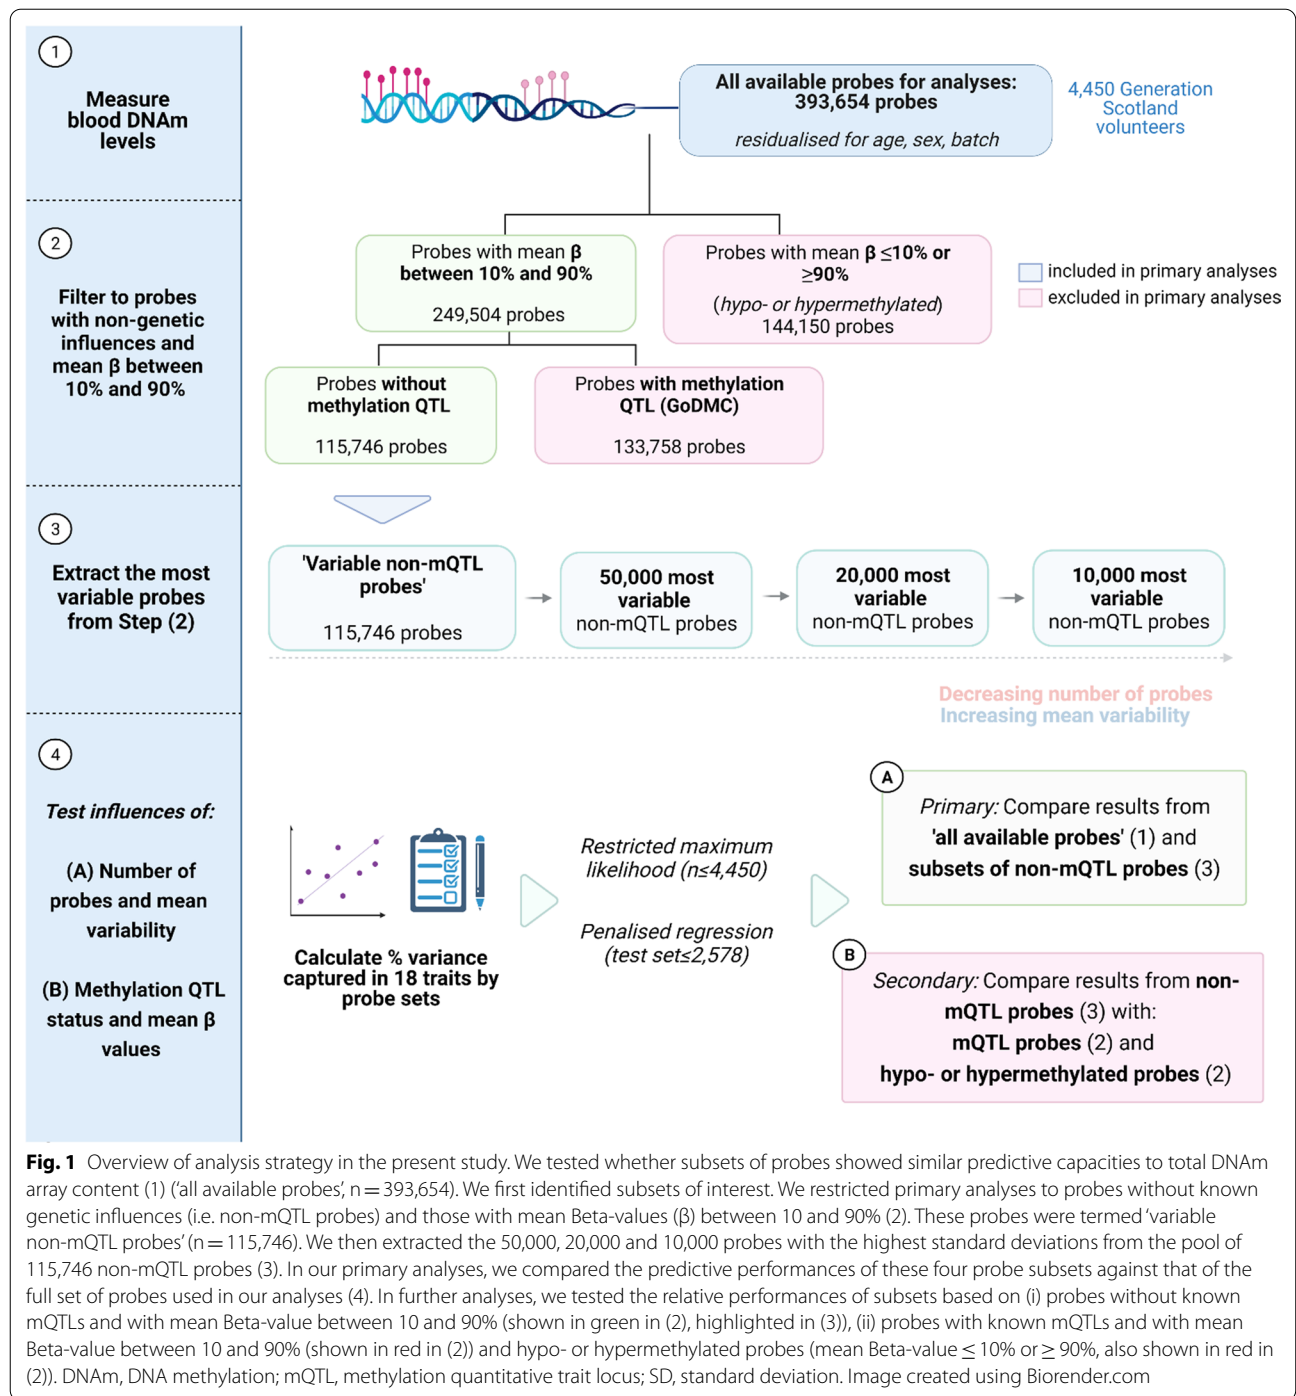 1
Measure
blood DNAm
levels
All available probes for analyses:
393,654 probes
residualised for age, sex, batch
4,450 Generation
Scotland
volunteers
2
Filter to probes
with non-genetic
influences and
mean β between
10% and 90%
Probes with mean β
between 10% and 90%
249,504 probes
Probes with mean β ≤10% or
≥90%
(hypo- or hypermethylated)
144,150 probes
included in primary analyses
excluded in primary analyses
Probes without
methylation QTL
115,746 probes
Probes with methylation
QTL (GoDMC)
133,758 probes
3
Extract the most
variable probes
from Step (2)
'Variable non-mQTL
probes'
115,746 probes
50,000 most
variable
non-mQTL probes
20,000 most
variable
non-mQTL probes
10,000 most
variable
non-mQTL probes
Decreasing number of probes
Increasing mean variability
4
Test influences of:
(A) Number of
probes and mean
variability
(B) Methylation QTL
status and mean β
values
Calculate % variance
captured in 18 traits by
probe sets
Restricted maximum
likelihood (n≤4,450)
Penalised regression
(test set≤2,578)
A
Primary: Compare results from
'all available probes' (1) and
subsets of non-mQTL probes (3)
B
Secondary: Compare results from non-
mQTL probes (3) with:
mQTL probes (2) and
hypo- or hypermethylated probes (2)
Fig. 1 Overview of analysis strategy in the present study. We tested whether subsets of probes showed similar predictive capacities to total DNAm
array content (1) ('all available probes', n = 393,654). We first identified subsets of interest. We restricted primary analyses to probes without known
genetic influences (i.e. non-mQTL probes) and those with mean Beta-values (β) between 10 and 90% (2). These probes were termed 'variable
non-mQTL probes' (n = 115,746). We then extracted the 50,000, 20,000 and 10,000 probes with the highest standard deviations from the pool of
115,746 non-mQTL probes (3). In our primary analyses, we compared the predictive performances of these four probe subsets against that of the
full set of probes used in our analyses (4). In further analyses, we tested the relative performances of subsets based on (i) probes without known
mQTLs and with mean Beta-value between 10 and 90% (shown in green in (2), highlighted in (3)), (ii) probes with known mQTLs and with mean
Beta-value between 10 and 90% (shown in red in (2)) and hypo- or hypermethylated probes (mean Beta-value ≤ 10% or ≥ 90%, also shown in red in
(2)). DNAm, DNA methylation; mQTL, methylation quantitative trait locus; SD, standard deviation. Image created using Biorender.com